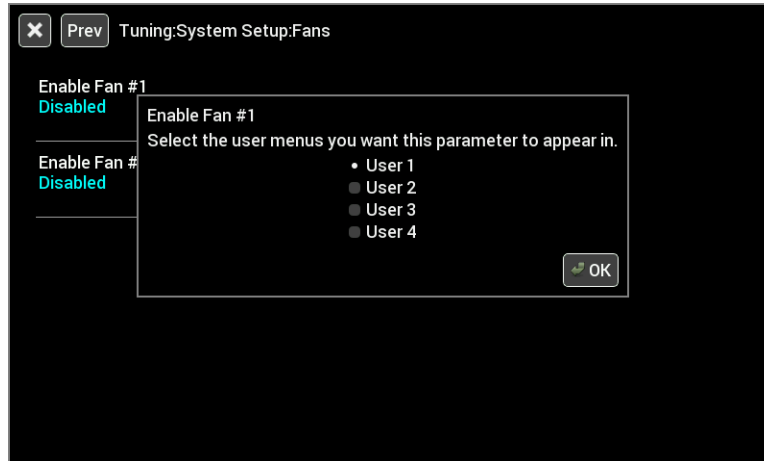 Prev Tuning:System Setup:Fans
Enable Fan #1
Disabled
Enable Fan #1
Select the user menus you want this parameter to appear in.
Enable Fan #
Disabled
User 1
User 2
User 3
User 4
OK